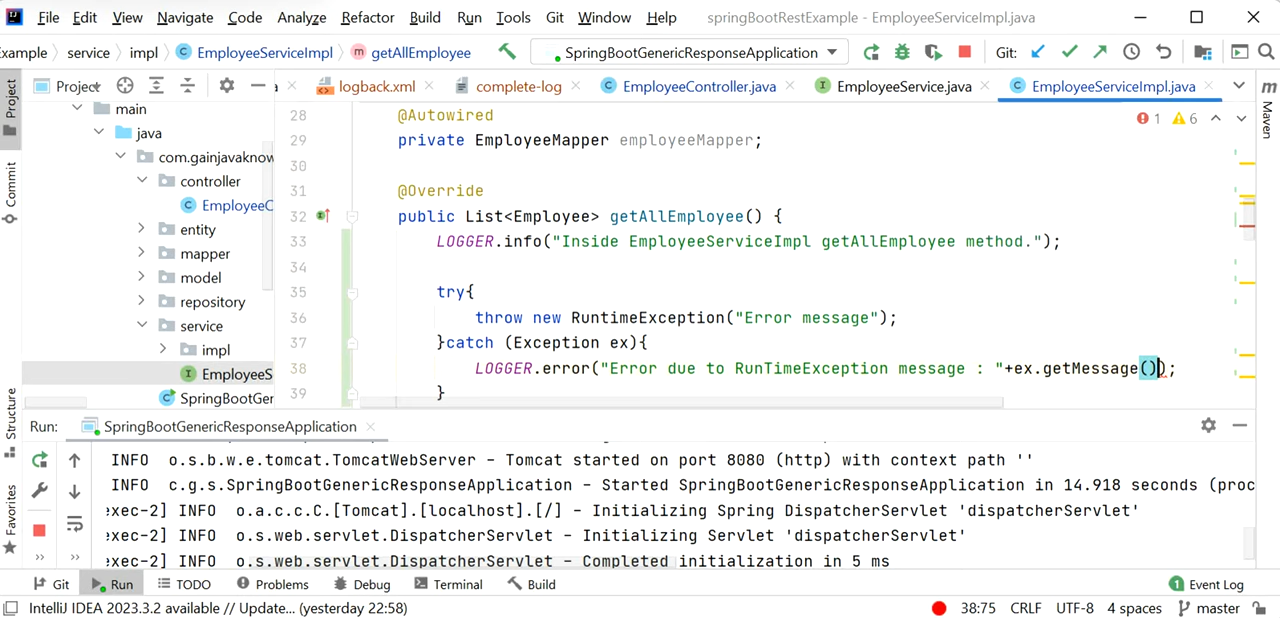 File Edit View Navigate Code Analyze Refactor Build Run Tools Git Window Help springBootRestExample - EmployeeServiceImpl.java
Example service impl EmployeeServiceImpl getAllEmployee SpringBootGenericResponseApplication Git:
Project logback.xml complete-log EmployeeController.java EmployeeService.java EmployeeServiceImpl.java
main
java
com.gainjavaknow
controller
EmployeeC
entity
mapper
model
repository
service
impl
EmployeeS
SpringBootGer
28 @Autowired
29 private EmployeeMapper employeeMapper;
30
31 @Override
32 public List<Employee> getAllEmployee() {
33 LOGGER.info("Inside EmployeeServiceImpl getAllEmployee method.");
34
35 try{
36 throw new RuntimeException("Error message");
37 }catch (Exception ex){
38 LOGGER.error("Error due to RunTimeException message : "+ex.getMessage());
39 }
1 6
Project
Commit
Structure
Favorites
Maven
Run: SpringBootGenericResponseApplication
INFO o.s.b.w.e.tomcat.TomcatWebServer - Tomcat started on port 8080 (http) with context path ''
INFO c.g.s.SpringBootGenericResponseApplication - Started SpringBootGenericResponseApplication in 14.918 seconds (proc
exec-2] INFO o.a.c.c.C.[Tomcat].[localhost].[/] - Initializing Spring DispatcherServlet 'dispatcherServlet'
exec-2] INFO o.s.web.servlet.DispatcherServlet - Initializing Servlet 'dispatcherServlet'
exec-2] INFO o.s.web.servlet.DispatcherServlet - Completed initialization in 5 ms
Git Run TODO Problems Debug Terminal Build 1 Event Log
IntelliJ IDEA 2023.3.2 available // Update... (yesterday 22:58) 38:75 CRLF UTF-8 4 spaces master